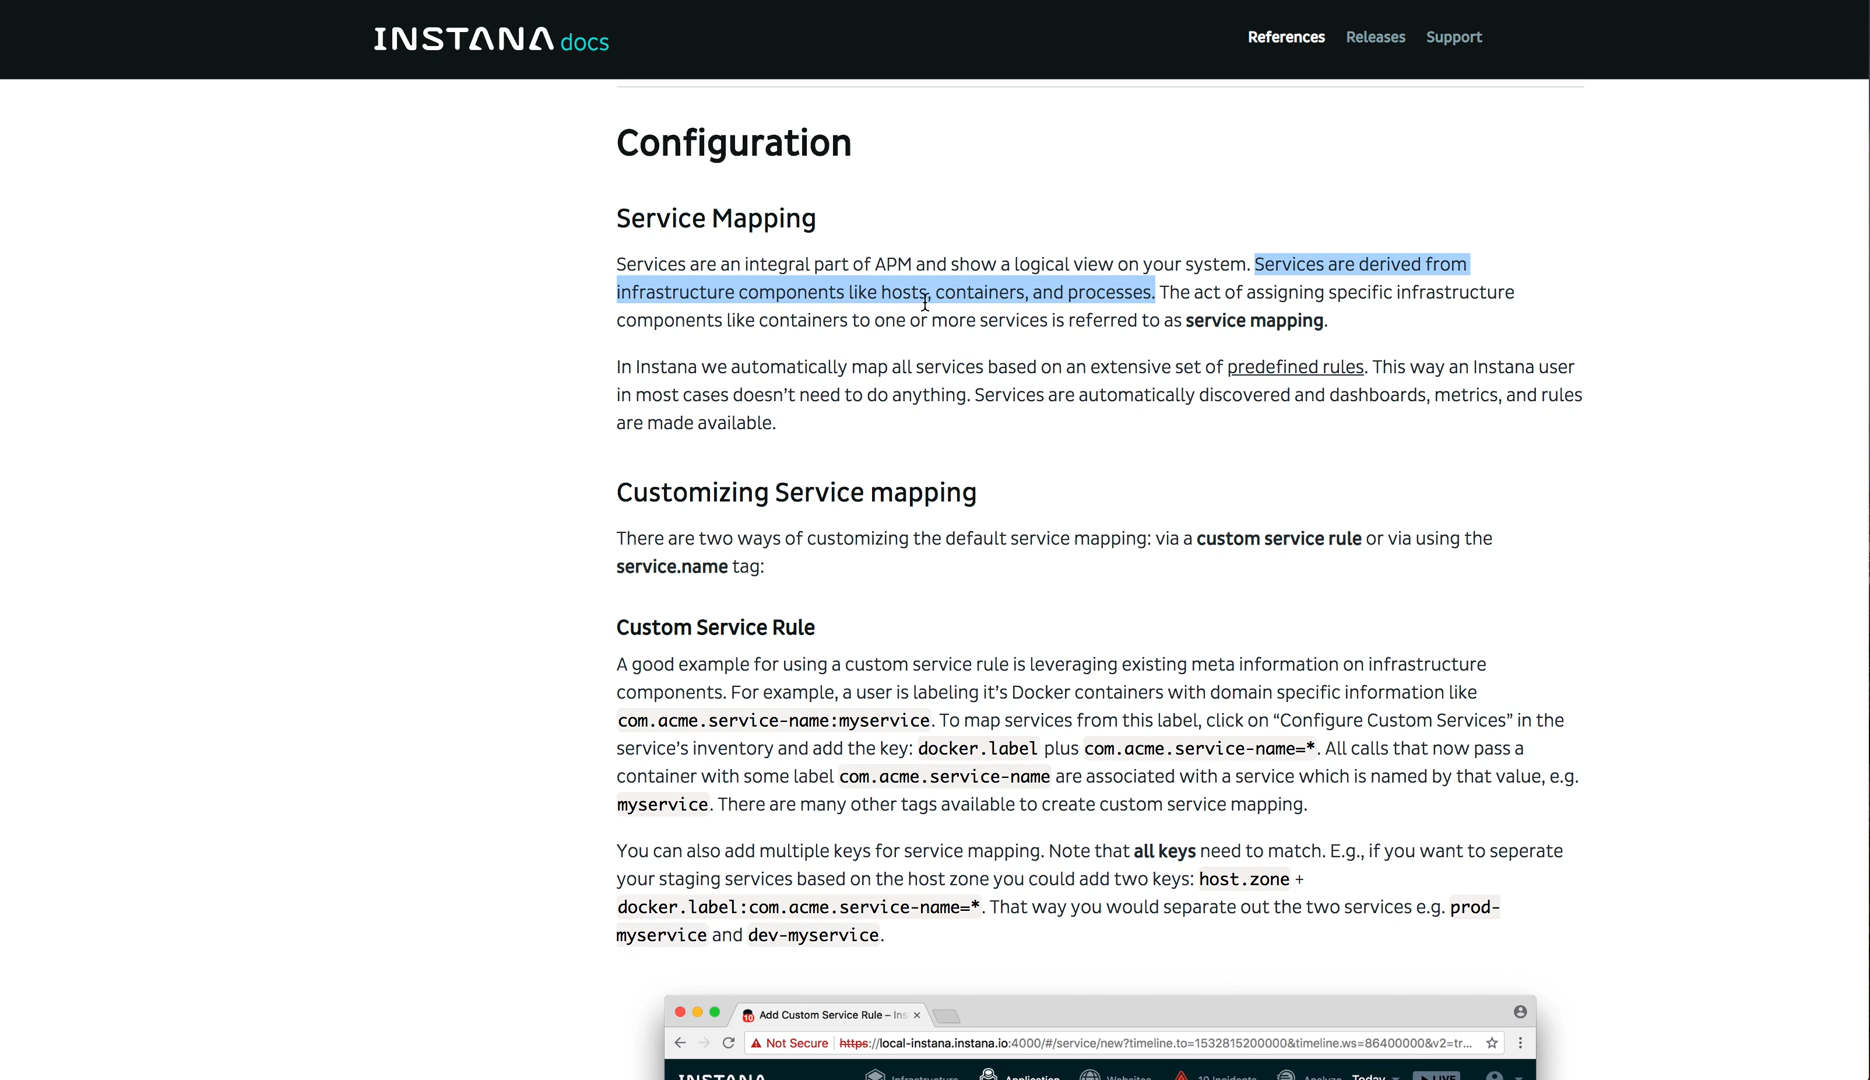 INSTANA docs
References Releases Support
Configuration
Service Mapping
Services are an integral part of APM and show a logical view on your system. Services are derived from
infrastructure components like hosts, containers, and processes. The act of assigning specific infrastructure
components like containers to one or more services is referred to as service mapping.
In Instana we automatically map all services based on an extensive set of predefined rules. This way an Instana user
in most cases doesn't need to do anything. Services are automatically discovered and dashboards, metrics, and rules
are made available.
Customizing Service mapping
There are two ways of customizing the default service mapping: via a custom service rule or via using the
service.name tag:
Custom Service Rule
A good example for using a custom service rule is leveraging existing meta information on infrastructure
components. For example, a user is labeling it's Docker containers with domain specific information like
com.acme.service-name:myservice. To map services from this label, click on “Configure Custom Services” in the
service's inventory and add the key: docker.label plus com.acme.service-name=*. All calls that now pass a
container with some label com.acme.service-name are associated with a service which is named by that value, e.g.
myservice. There are many other tags available to create custom service mapping.
You can also add multiple keys for service mapping. Note that all keys need to match. E.g., if you want to seperate
your staging services based on the host zone you could add two keys: host.zone +
docker.label:com.acme.service-name=*. That way you would separate out the two services e.g. prod-
myservice and dev-myservice.
10 Add Custom Service Rule – Ins
Not Secure https://local-instana.instana.io:4000/#/service/new?timeline.to=1532815200000&timeline.ws=86400000&v2=tr...
INSTANA Infrastructure Application Websites 10 Incidents Analyze Today LIVE